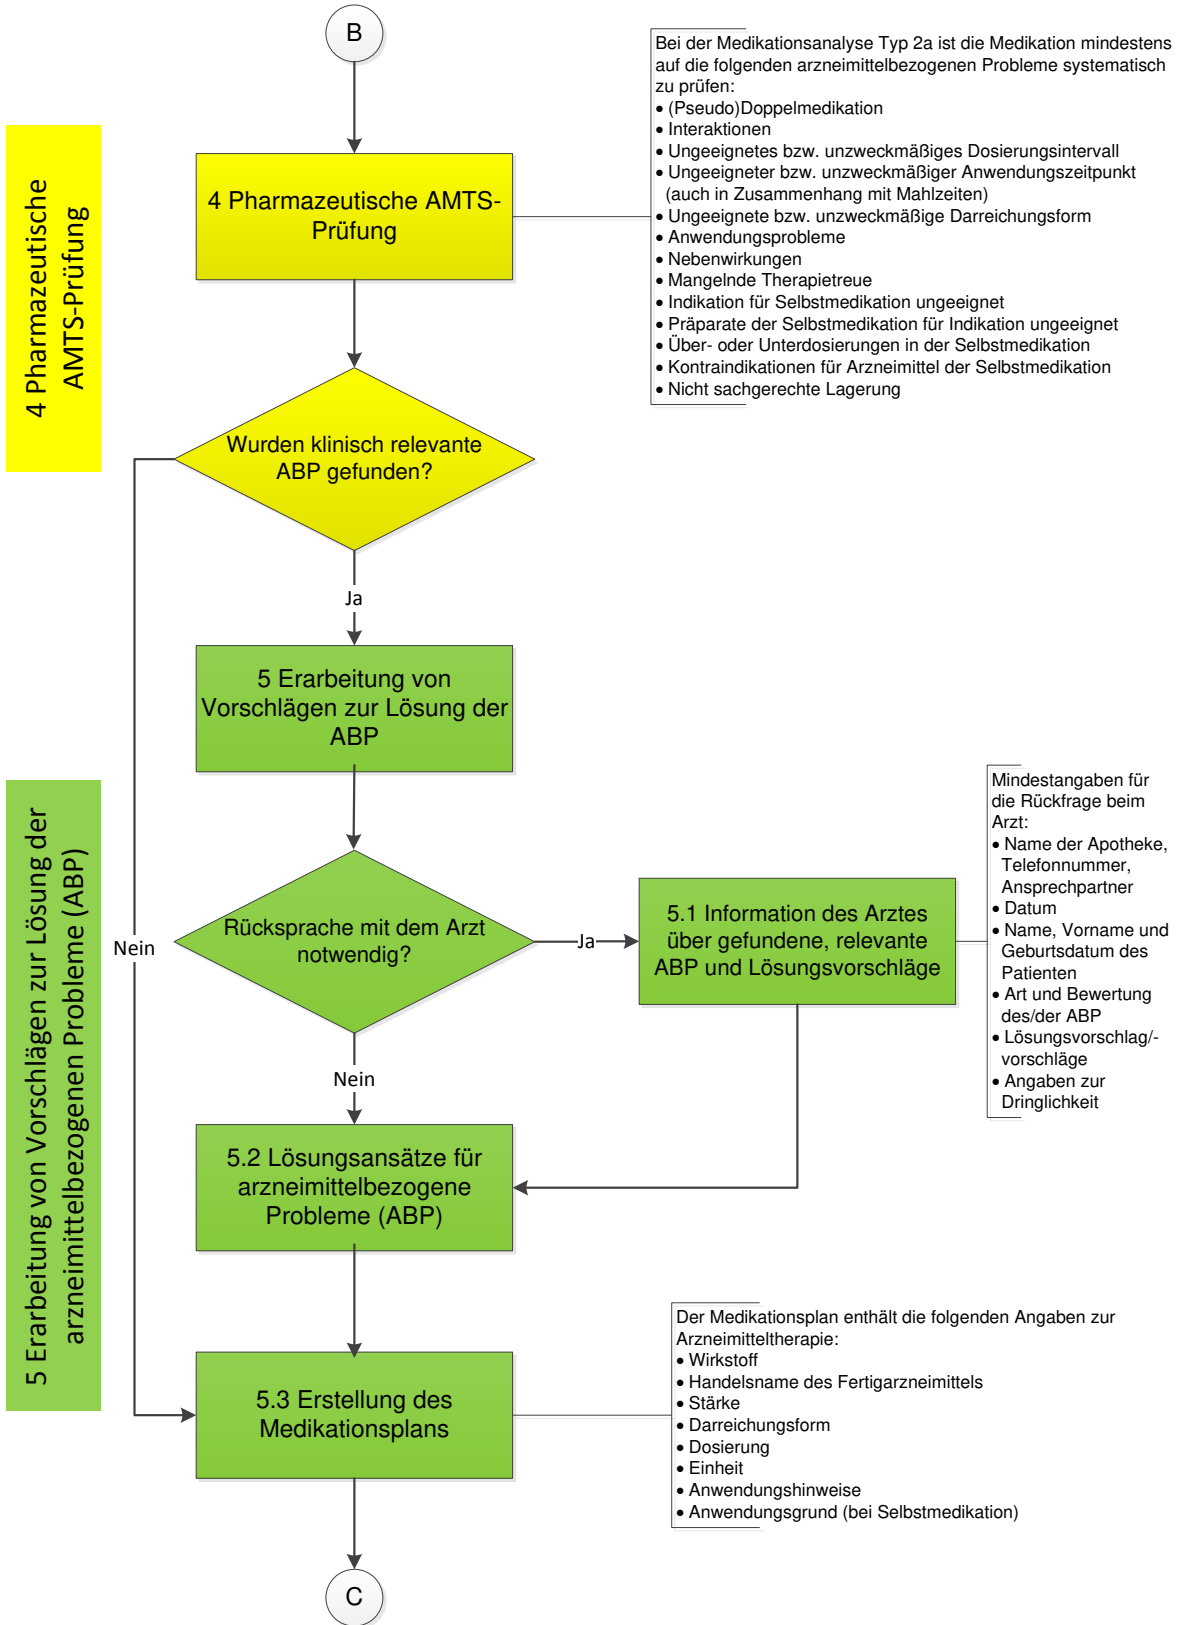 B
Bei der Medikationsanalyse Typ 2a ist die Medikation mindestens
auf die folgenden arzneimittelbezogenen Probleme systematisch
zu prüfen:
• (Pseudo)Doppelmedikation
• Interaktionen
• Ungeeignetes bzw. unzweckmäßiges Dosierungsintervall
• Ungeeigneter bzw. unzweckmäßiger Anwendungszeitpunkt
(auch in Zusammenhang mit Mahlzeiten)
• Ungeeignete bzw. unzweckmäßige Darreichungsform
• Anwendungsprobleme
• Nebenwirkungen
• Mangelnde Therapietreue
• Indikation für Selbstmedikation ungeeignet
• Präparate der Selbstmedikation für Indikation ungeeignet
• Über- oder Unterdosierungen in der Selbstmedikation
• Kontraindikationen für Arzneimittel der Selbstmedikation
• Nicht sachgerechte Lagerung
4 Pharmazeutische
AMTS-Prüfung
4 Pharmazeutische AMTS-
Prüfung
Wurden klinisch relevante
ABP gefunden?
Ja
5 Erarbeitung von
Vorschlägen zur Lösung der
ABP
5 Erarbeitung von Vorschlägen zur Lösung der
arzneimittelbezogenen Probleme (ABP)
Nein
Rücksprache mit dem Arzt
notwendig?
Ja
5.1 Information des Arztes
über gefundene, relevante
ABP und Lösungsvorschläge
Mindestangaben für
die Rückfrage beim
Arzt:
• Name der Apotheke,
Telefonnummer,
Ansprechpartner
• Datum
• Name, Vorname und
Geburtsdatum des
Patienten
• Art und Bewertung
des/der ABP
• Lösungsvorschlag/-
vorschläge
• Angaben zur
Dringlichkeit
Nein
5.2 Lösungsansätze für
arzneimittelbezogene
Probleme (ABP)
5.3 Erstellung des
Medikationsplans
Der Medikationsplan enthält die folgenden Angaben zur
Arzneimitteltherapie:
• Wirkstoff
• Handelsname des Fertigarzneimittels
• Stärke
• Darreichungsform
• Dosierung
• Einheit
• Anwendungshinweise
• Anwendungsgrund (bei Selbstmedikation)
C